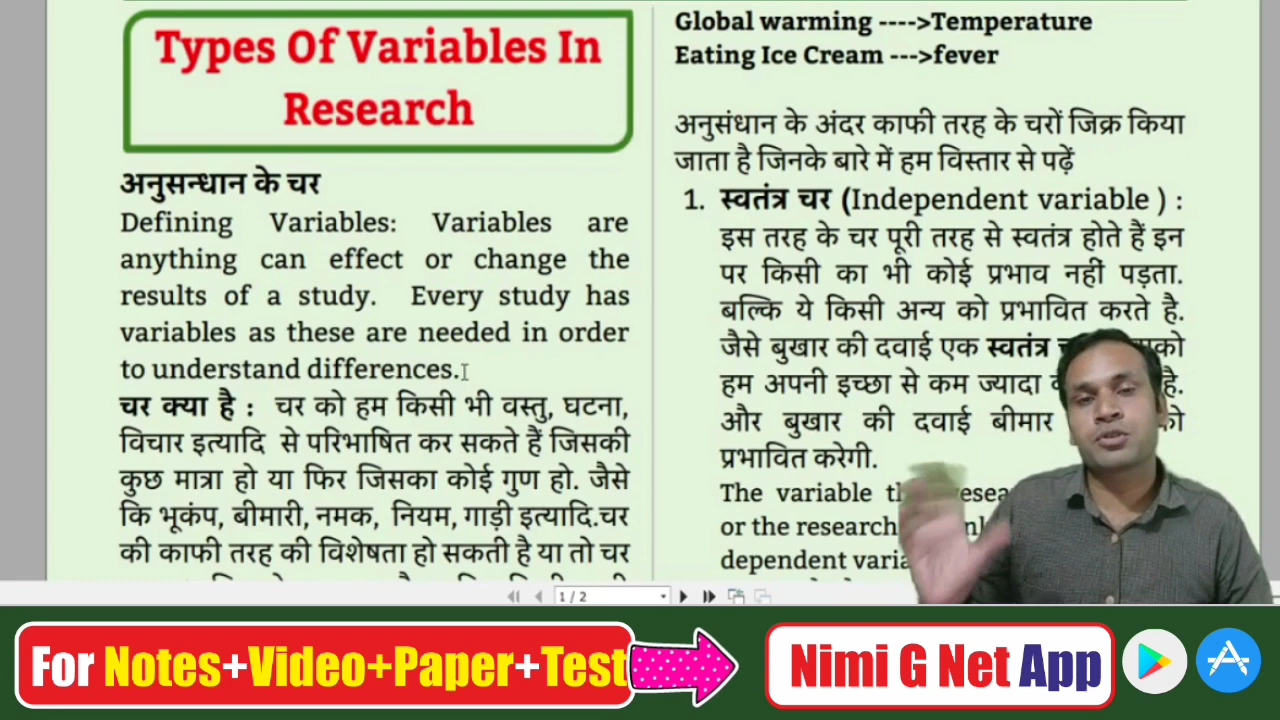 Types Of Variables In
Research
अनुसन्धान के चर
Defining Variables: Variables are
anything can effect or change the
results of a study. Every study has
variables as these are needed in order
to understand differences.
चर क्या है : चर को हम किसी भी वस्तु, घटना,
विचार इत्यादि से परिभाषित कर सकते हैं जिसकी
कुछ मात्रा हो या फिर जिसका कोई गुण हो. जैसे
कि भूकंप, बीमारी, नमक, नियम, गाड़ी इत्यादि.चर
की काफी तरह की विशेषता हो सकती है या तो चर
Global warming ---->Temperature
Eating Ice Cream --->fever
अनुसंधान के अंदर काफी तरह के चरों जिक्र किया
जाता है जिनके बारे में हम विस्तार से पढ़ें
1. स्वतंत्र चर (Independent variable ) :
इस तरह के चर पूरी तरह से स्वतंत्र होते हैं इन
पर किसी का भी कोई प्रभाव नहीं पड़ता.
बल्कि ये किसी अन्य को प्रभावित करते है.
जैसे बुखार की दवाई एक स्वतंत्र
हम अपनी इच्छा से कम ज्यादा है.
और बुखार की दवाई बीमार
प्रभावित करेगी.
The variable
or the research
dependent
1 / 2
For Notes+Video+Paper+Test
Nimi G Net App